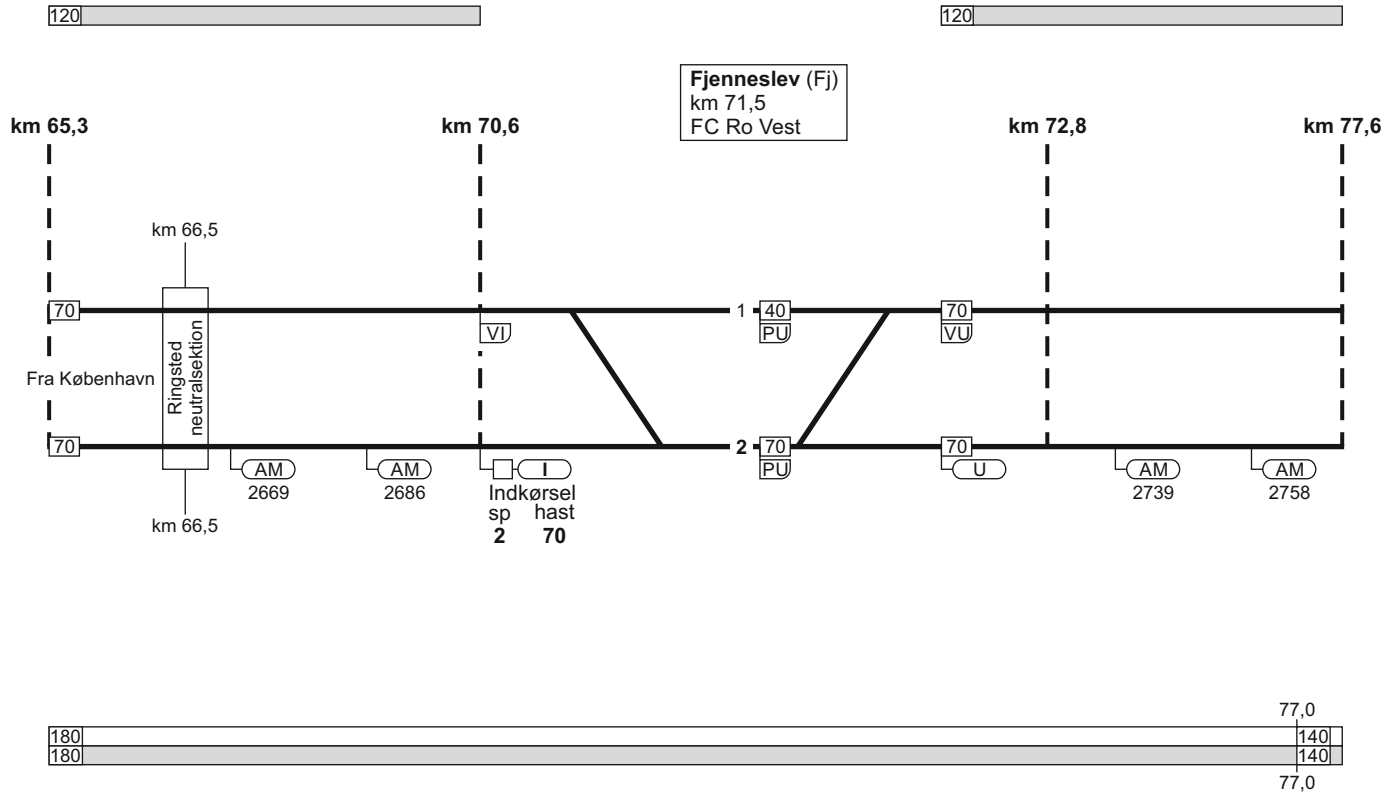 120
120
Fjenneslev (Fj)
km 71,5
FC Ro Vest
km 65,3
km 70,6
km 72,8
km 77,6
km 66,5
70
1
40
70
VI
PU
VU
Fra København
Ringsted
neutralsektion
70
2
70
70
AM
AM
I
PU
U
AM
AM
2669
2686
2739
2758
Indkørsel
sp hast
2 70
km 66,5
77,0
180
140
180
140
77,0